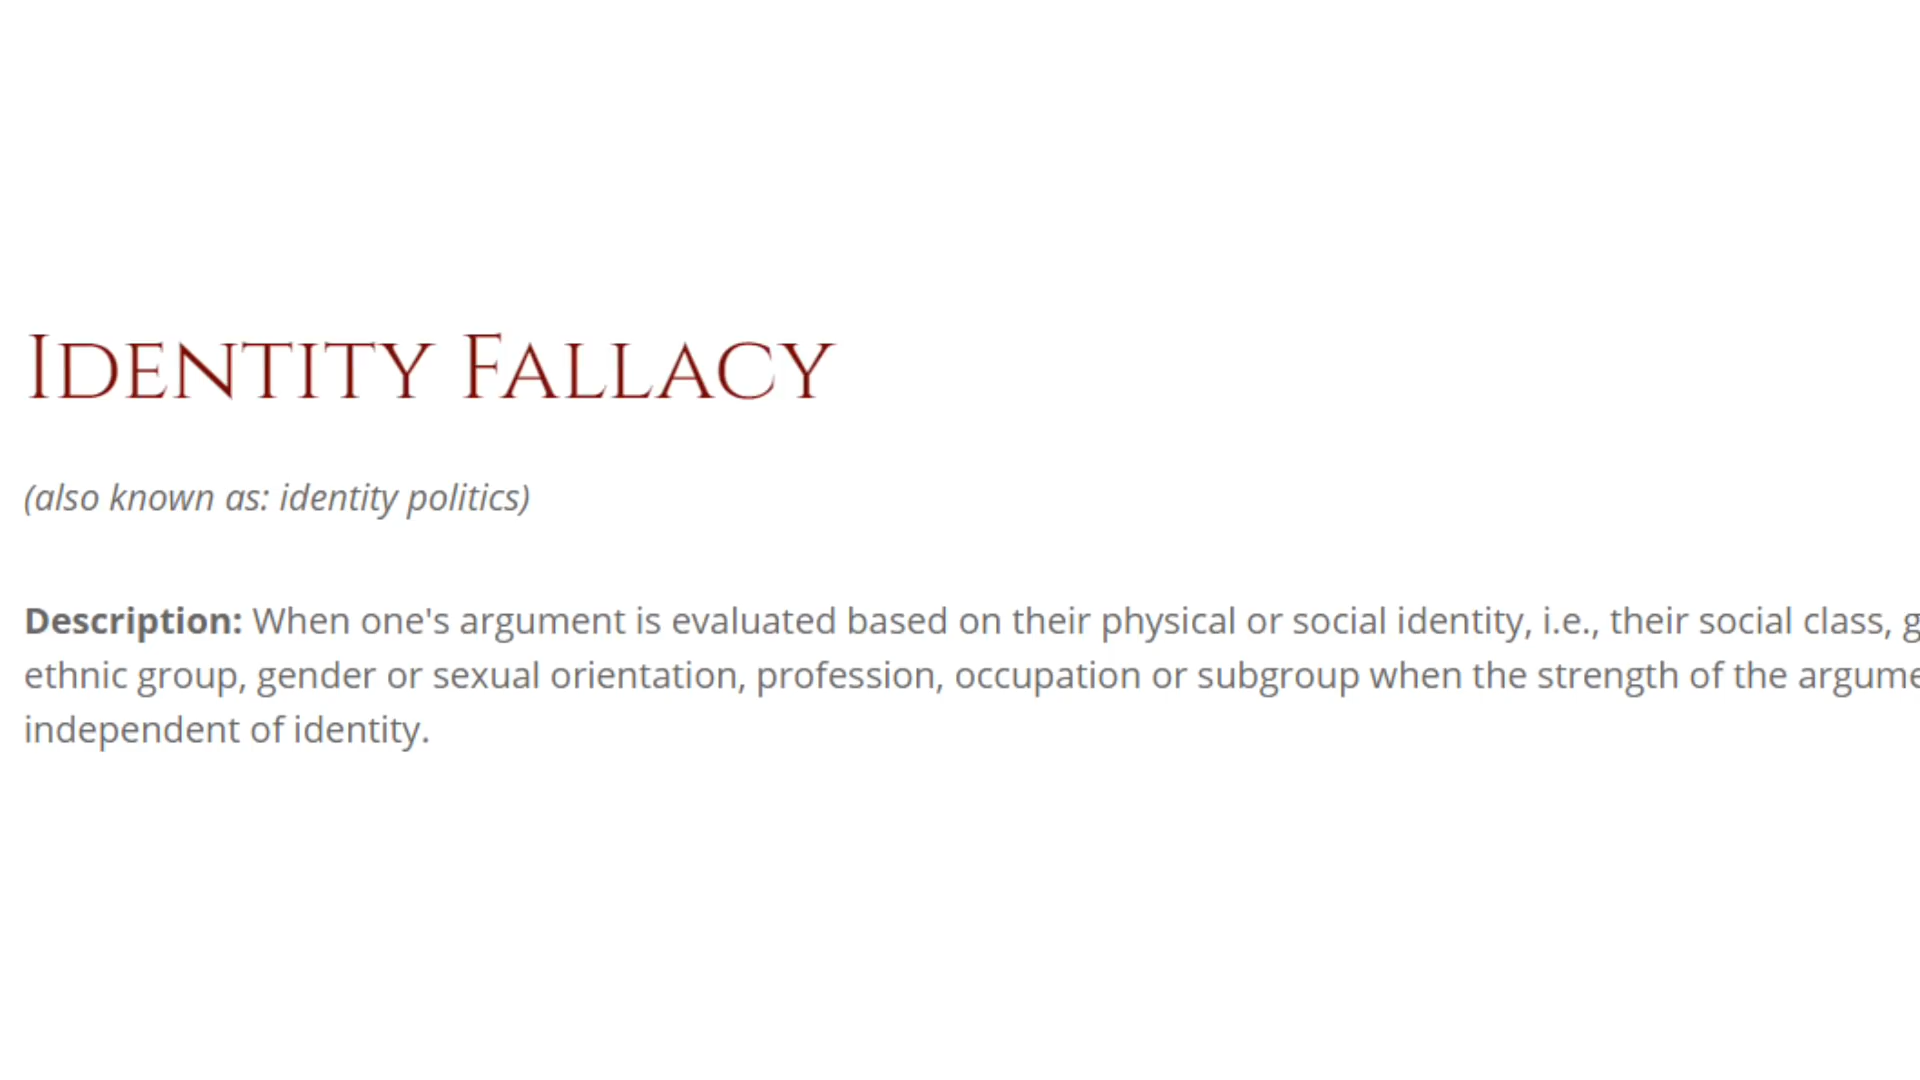 Identity Fallacy
(also known as: identity politics)
Description: When one's argument is evaluated based on their physical or social identity, i.e., their social class,
ethnic group, gender or sexual orientation, profession, occupation or subgroup when the strength of the
independent of identity.